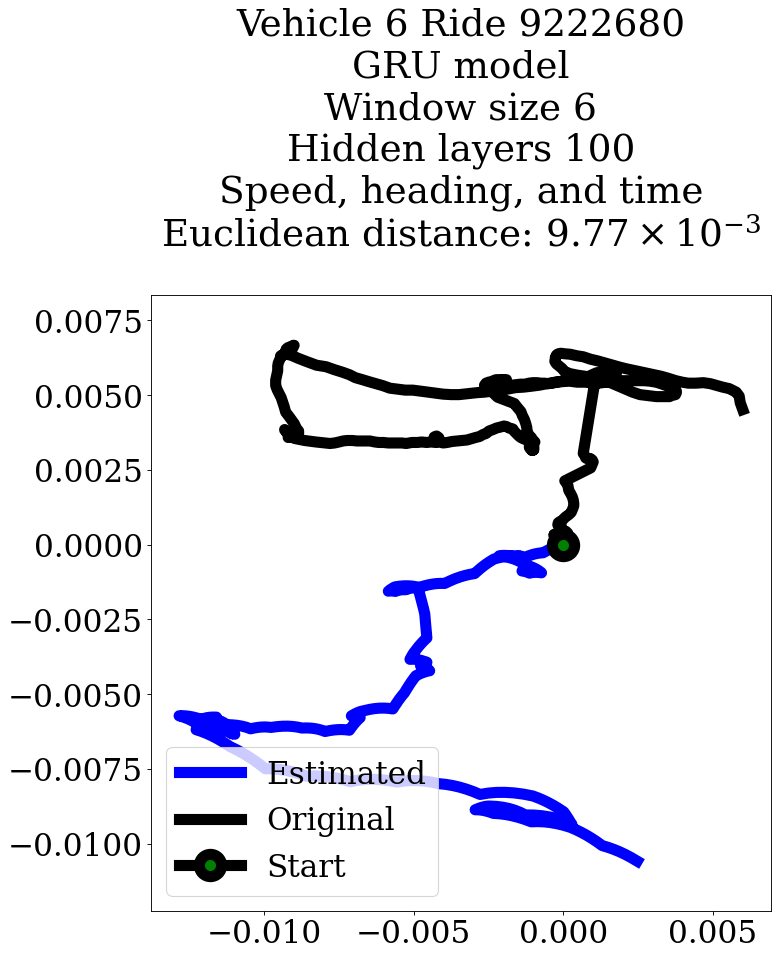 Vehicle 6 Ride 9222680
GRU model
Window size 6
Hidden layers 100
Speed, heading, and time
Euclidean distance: 9.77 × 10⁻³
0.0075
0.0050
0.0025
0.0000
−0.0025
−0.0050
−0.0075
−0.0100
Estimated
Original
Start
−0.010 −0.005 0.000 0.005